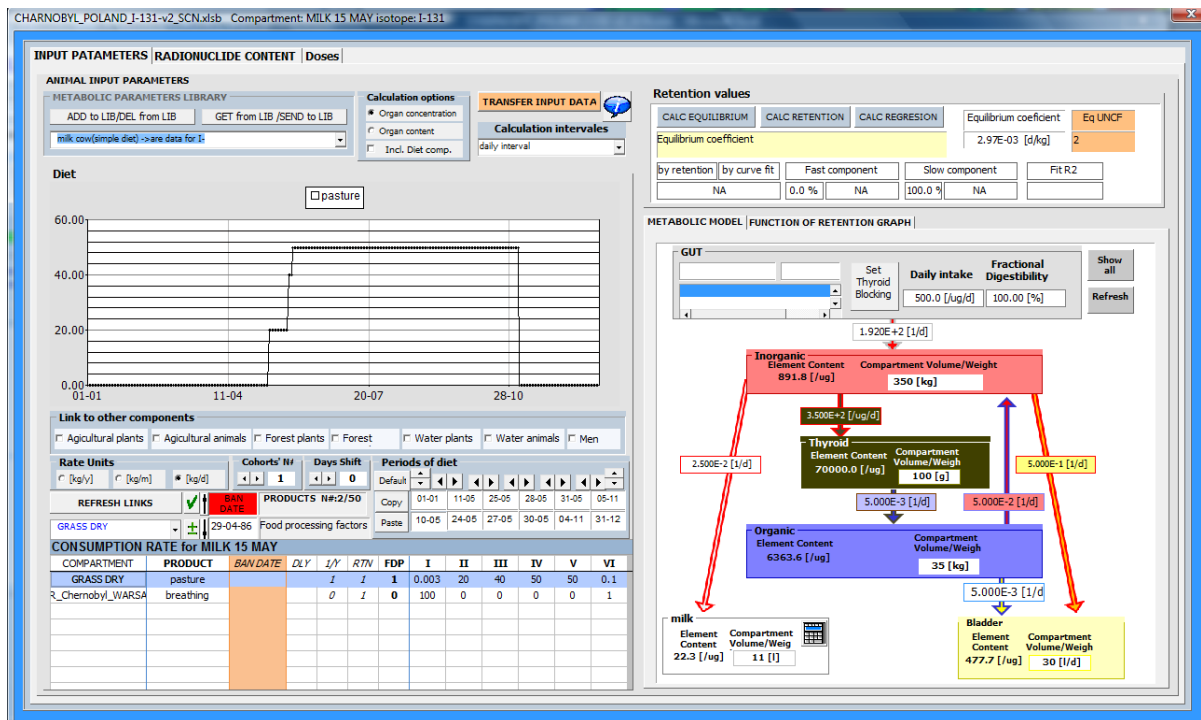 CHARNOBYL_POLAND_I-131-v2_SCN.xlsb Compartment: MILK 15 MAY isotope: I-131
INPUT PATAMETERS RADIONUCLIDE CONTENT Doses
ANIMAL INPUT PARAMETERS
METABOLIC PARAMETERS LIBRARY
ADD to LIB/DEL from LIB GET from LIB /SEND to LIB
milk cow(simple diet) ->are data for I-
Calculation options
Organ concentration
Organ content
Incl. Diet comp.
TRANSFER INPUT DATA
Calculation intervales
daily interval
Diet
pasture
60.00
40.00
20.00
0.00
01-01 11-04 20-07 28-10
Link to other components
Agicultural plants Agicultural animals Forest plants Forest Water plants Water animals Men
Rate Units Cohorts' N# Days Shift Periods of diet
[kg/y] [kg/m] [kg/d] 1 0 Default
REFRESH LINKS BAN DATE PRODUCTS N#:2/50 Copy 01-01 11-05 25-05 28-05 31-05 05-11
GRASS DRY 29-04-86 Food processing factors Paste 10-05 24-05 27-05 30-05 04-11 31-12
CONSUMPTION RATE for MILK 15 MAY
COMPARTMENT PRODUCT BAN DATE DLY I/Y RTN FDP I II III IV V VI
GRASS DRY pasture 1 1 1 0.003 20 40 50 50 0.1
R_Chernobyl_WARSA breathing 0 1 0 100 0 0 0 0 1
Retention values
CALC EQUILIBRIUM CALC RETENTION CALC REGRESION Equilibrium coeficient Eq UNCF
Equilibrium coefficient 2.97E-03 [d/kg] 2
by retention by curve fit Fast component Slow component Fit R2
NA 0.0 % NA 100.0 % NA
METABOLIC MODEL FUNCTION OF RETENTION GRAPH
GUT
Set Thyroid Blocking
Daily intake
500.0 [/ug/d]
Fractional Digestibility
100.00 [%]
Show all
Refresh
1.920E+2 [1/d]
Inorganic
Element Content
891.8 [/ug]
Compartment Volume/Weight
350 [kg]
3.500E+2 [/ug/d]
Thyroid
Element Content
70000.0 [/ug]
Compartment Volume/Weigh
100 [g]
2.500E-2 [1/d]
5.000E-1 [1/d]
5.000E-3 [1/d]
5.000E-2 [1/d]
Organic
Element Content
6363.6 [/ug]
Compartment Volume/Weigh
35 [kg]
5.000E-3 [1/d
milk
Element Content
22.3 [/ug]
Compartment Volume/Weig
11 [l]
Bladder
Element Content
477.7 [/ug]
Compartment Volume/Weigh
30 [l/d]